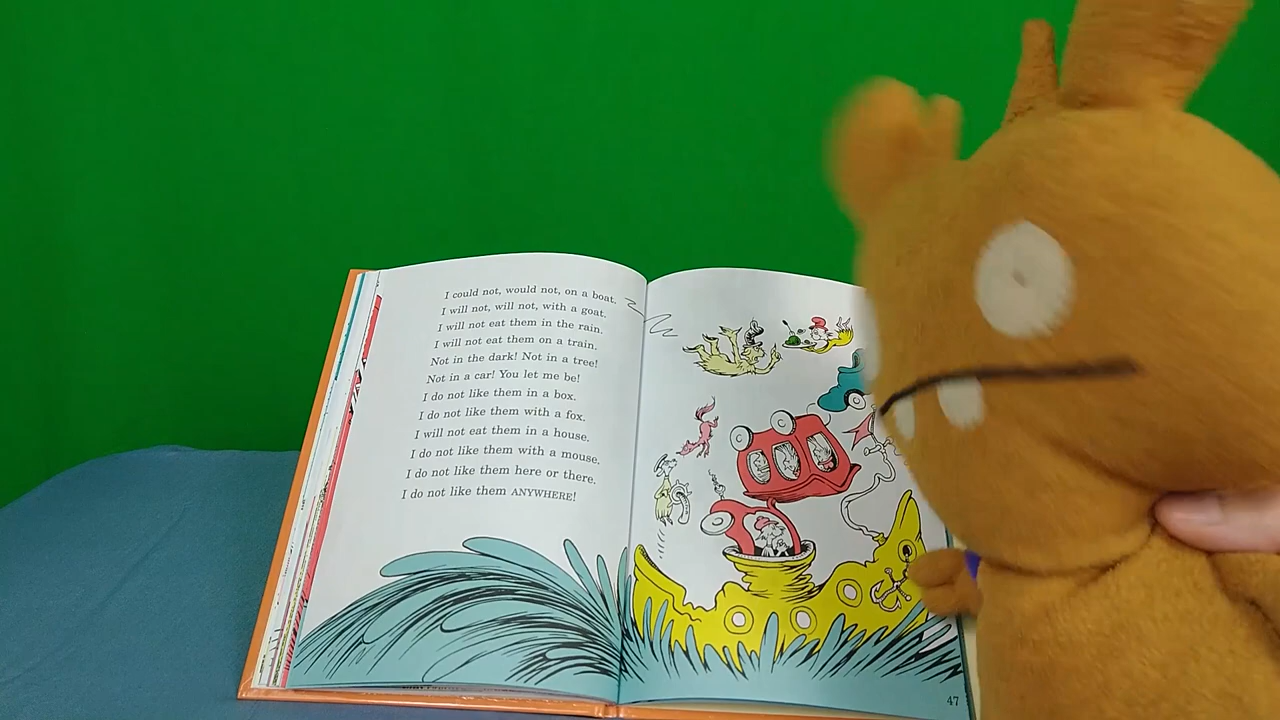 I could not, would not, on a boat.
I will not, will not, with a goat.
I will not eat them in the rain.
I will not eat them on a train.
Not in the dark! Not in a tree!
Not in a car! You let me be!
I do not like them in a box.
I do not like them with a fox.
I will not eat them in a house.
I do not like them with a mouse.
I do not like them here or there.
I do not like them ANYWHERE!
47